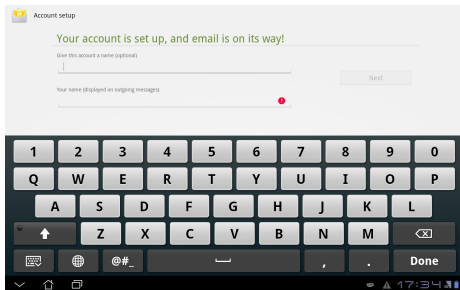 Account setup
Your account is set up, and email is on its way!
Give this account a name (optional)
Next
Your name (displayed on outgoing messages)
!
1 2 3 4 5 6 7 8 9 0
Q W E R T Y U I O P
A S D F G H J K L
Z X C V B N M
@#_ , . Done
17:34